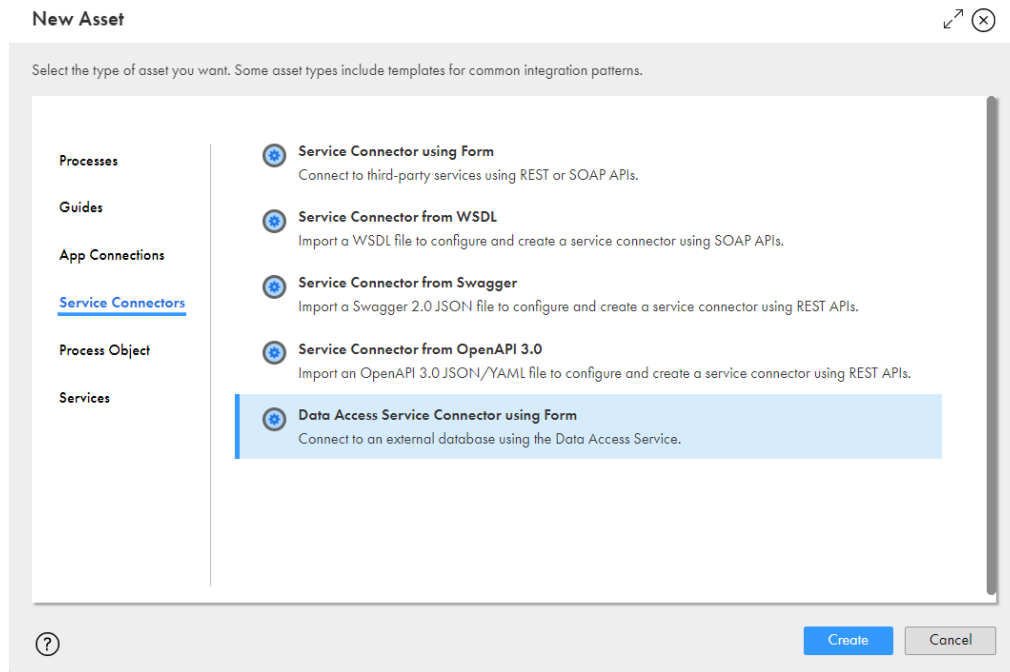 New Asset
Select the type of asset you want. Some asset types include templates for common integration patterns.
Processes
Guides
App Connections
Service Connectors
Process Object
Services
Service Connector using Form
Connect to third-party services using REST or SOAP APIs.
Service Connector from WSDL
Import a WSDL file to configure and create a service connector using SOAP APIs.
Service Connector from Swagger
Import a Swagger 2.0 JSON file to configure and create a service connector using REST APIs.
Service Connector from OpenAPI 3.0
Import an OpenAPI 3.0 JSON/YAML file to configure and create a service connector using REST APIs.
Data Access Service Connector using Form
Connect to an external database using the Data Access Service.
?
Create
Cancel